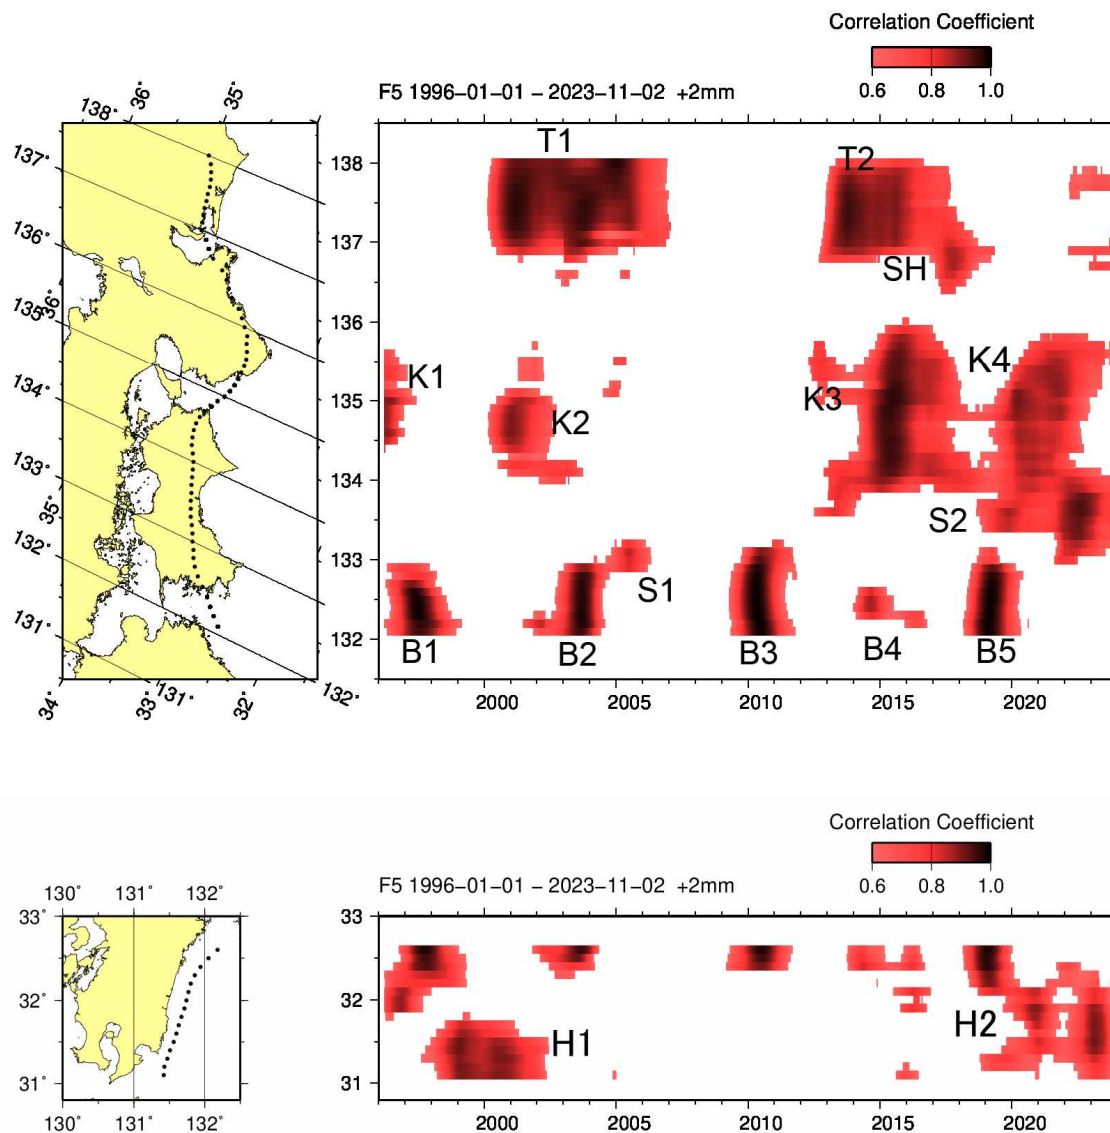 Correlation Coefficient
0.6 0.8 1.0
F5 1996-01-01 - 2023-11-02 +2mm
36° 35°
138°
137°
136°
135°
36°
134°
133°
35°
132°
131°
34° 33° 131° 32° 132°
138
137
136
135
134
133
132
T1
T2
SH
K1
K2
K3
K4
S1
S2
B1 B2 B3 B4 B5
2000 2005 2010 2015 2020
Correlation Coefficient
0.6 0.8 1.0
F5 1996-01-01 - 2023-11-02 +2mm
130° 131° 132°
33°
32°
31°
130° 131° 132°
33
32
31
H1
H2
2000 2005 2010 2015 2020